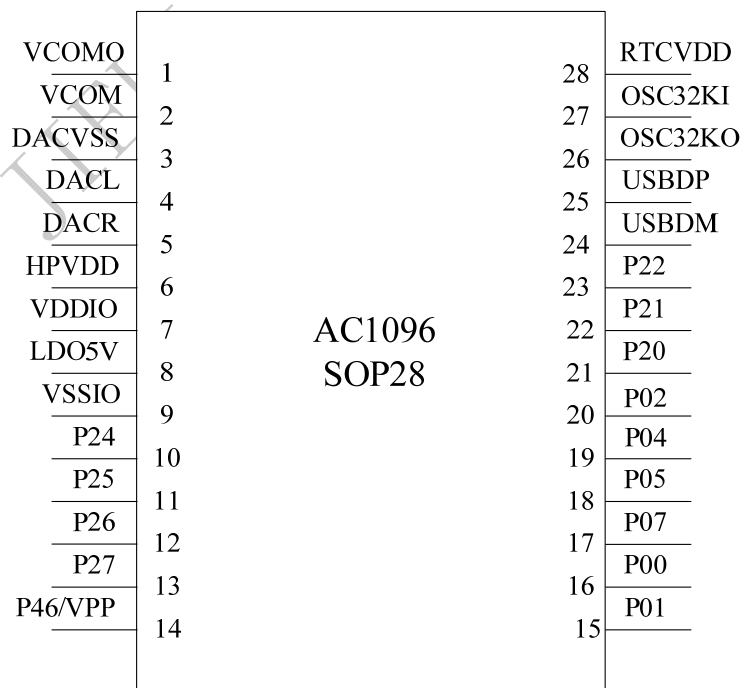 VCOMO 1 28 RTCVDD
VCOM 2 27 OSC32KI
DACVSS 3 26 OSC32KO
DACL 4 25 USBDP
DACR 5 24 USBDM
HPVDD 6 23 P22
VDDIO 7 22 P21
LDO5V 8 21 P20
VSSIO 9 20 P02
P24 10 19 P04
P25 11 18 P05
P26 12 17 P07
P27 13 16 P00
P46/VPP 14 15 P01
AC1096
SOP28